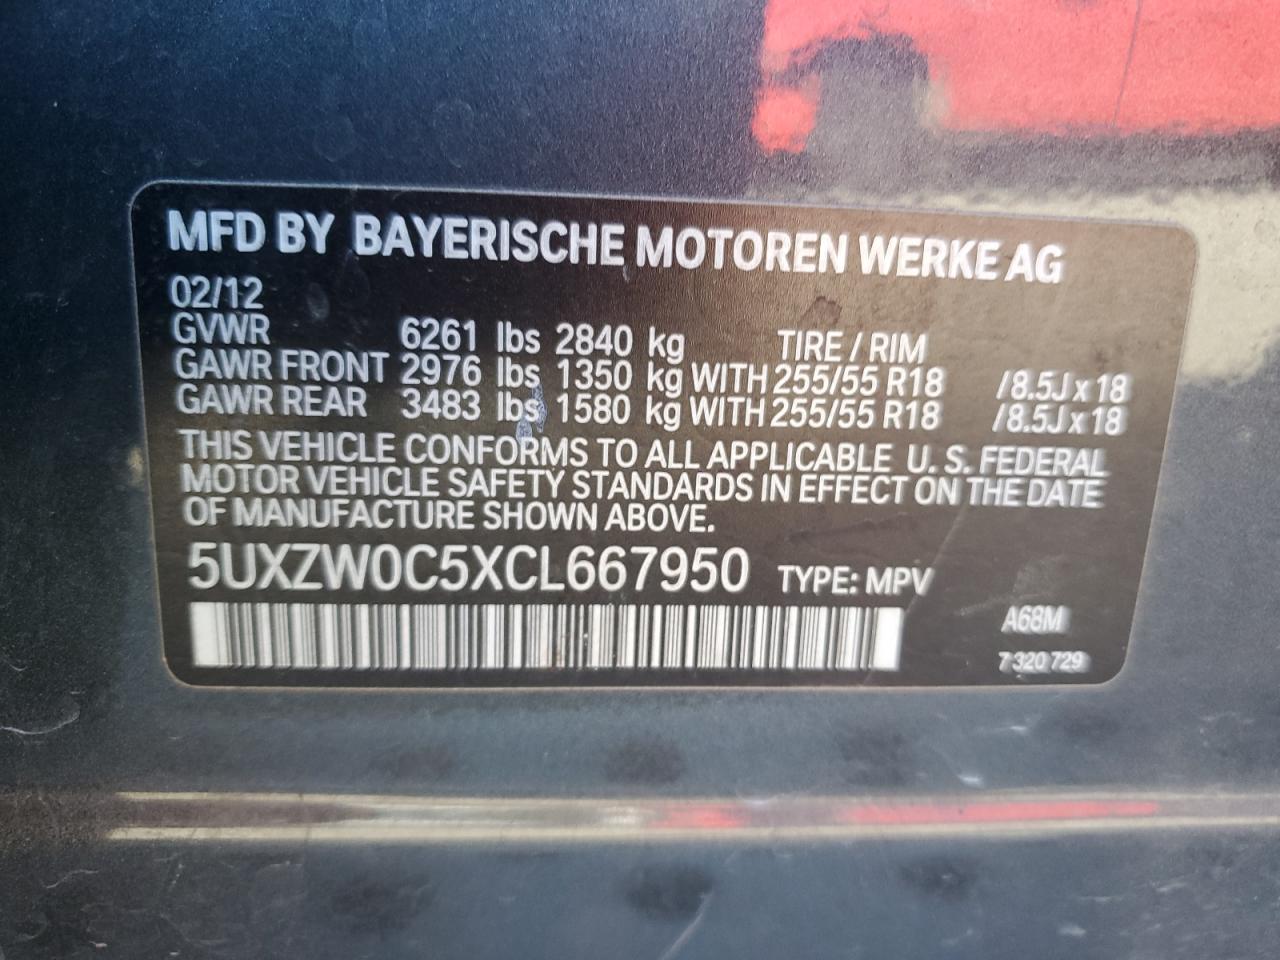 MFD BY BAYERISCHE MOTOREN WERKE AG
02/12
GVWR 6261 lbs 2840 kg TIRE / RIM
GAWR FRONT 2976 lbs 1350 kg WITH 255/55 R18 /8.5J x 18
GAWR REAR 3483 lbs 1580 kg WITH 255/55 R18 /8.5J x 18
THIS VEHICLE CONFORMS TO ALL APPLICABLE U. S. FEDERAL
MOTOR VEHICLE SAFETY STANDARDS IN EFFECT ON THE DATE
OF MANUFACTURE SHOWN ABOVE.
5UXZW0C5XCL667950 TYPE: MPV
A68M
7 320 729